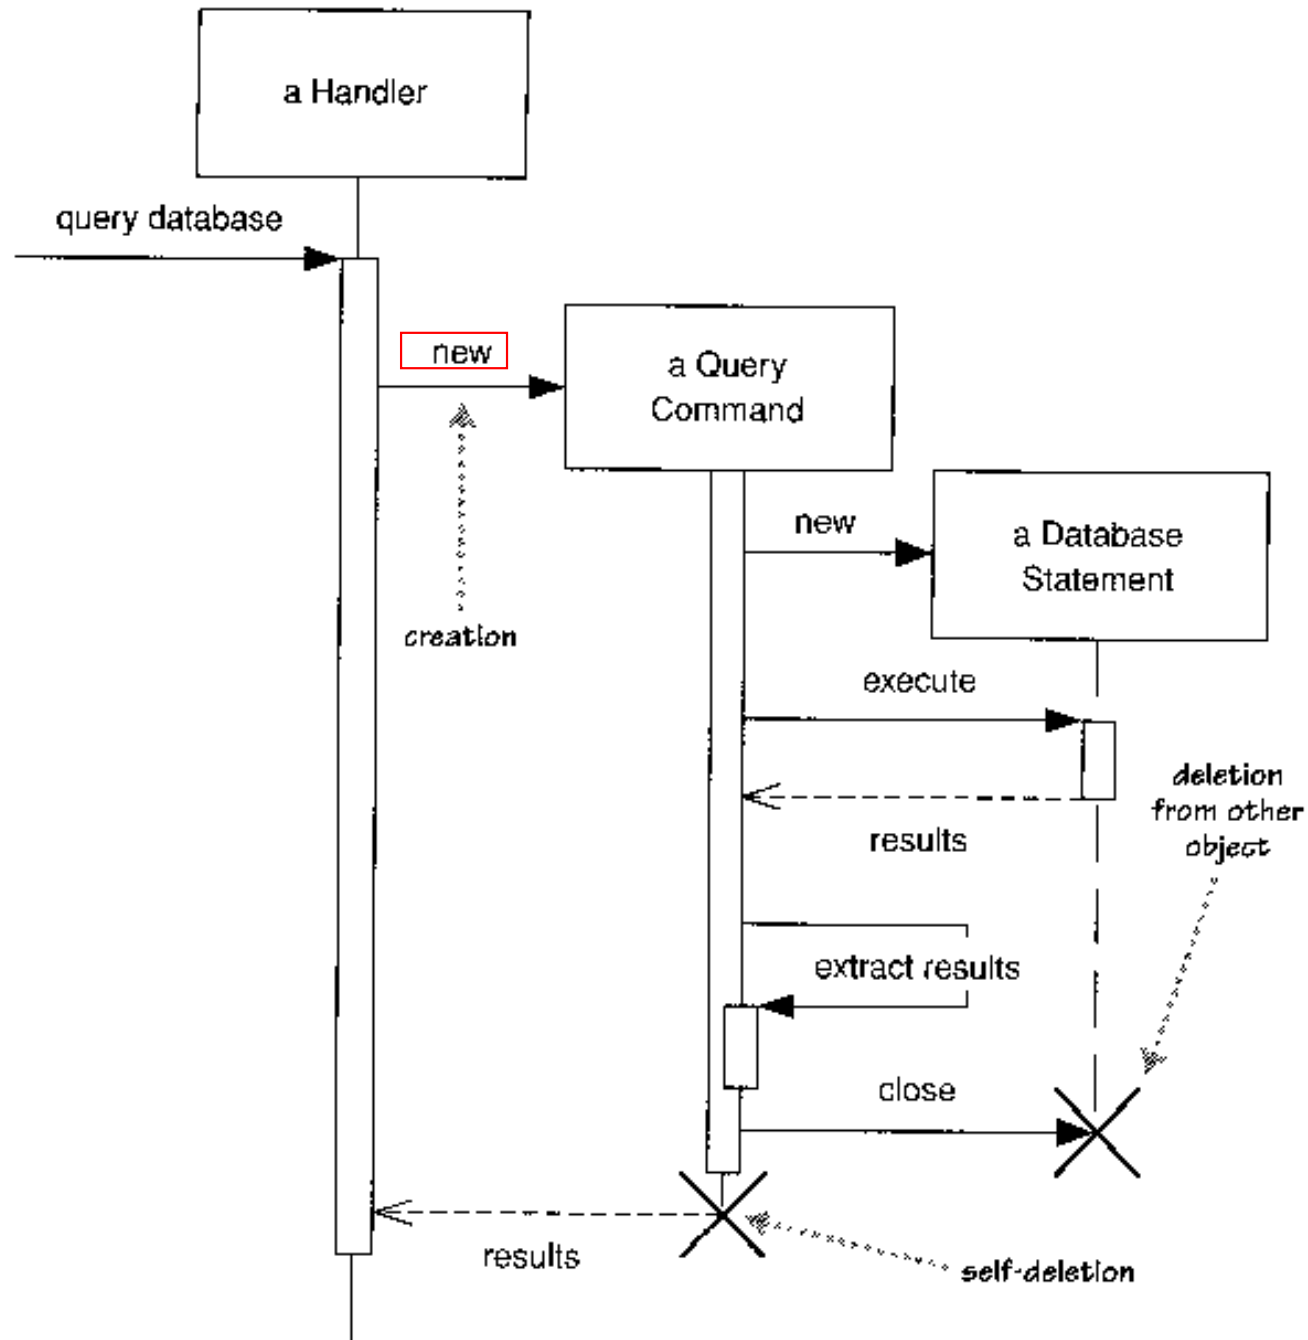 a Handler
query database
new
a Query
Command
new
a Database
Statement
creation
execute
deletion
from other
object
results
extract results
close
results
self-deletion